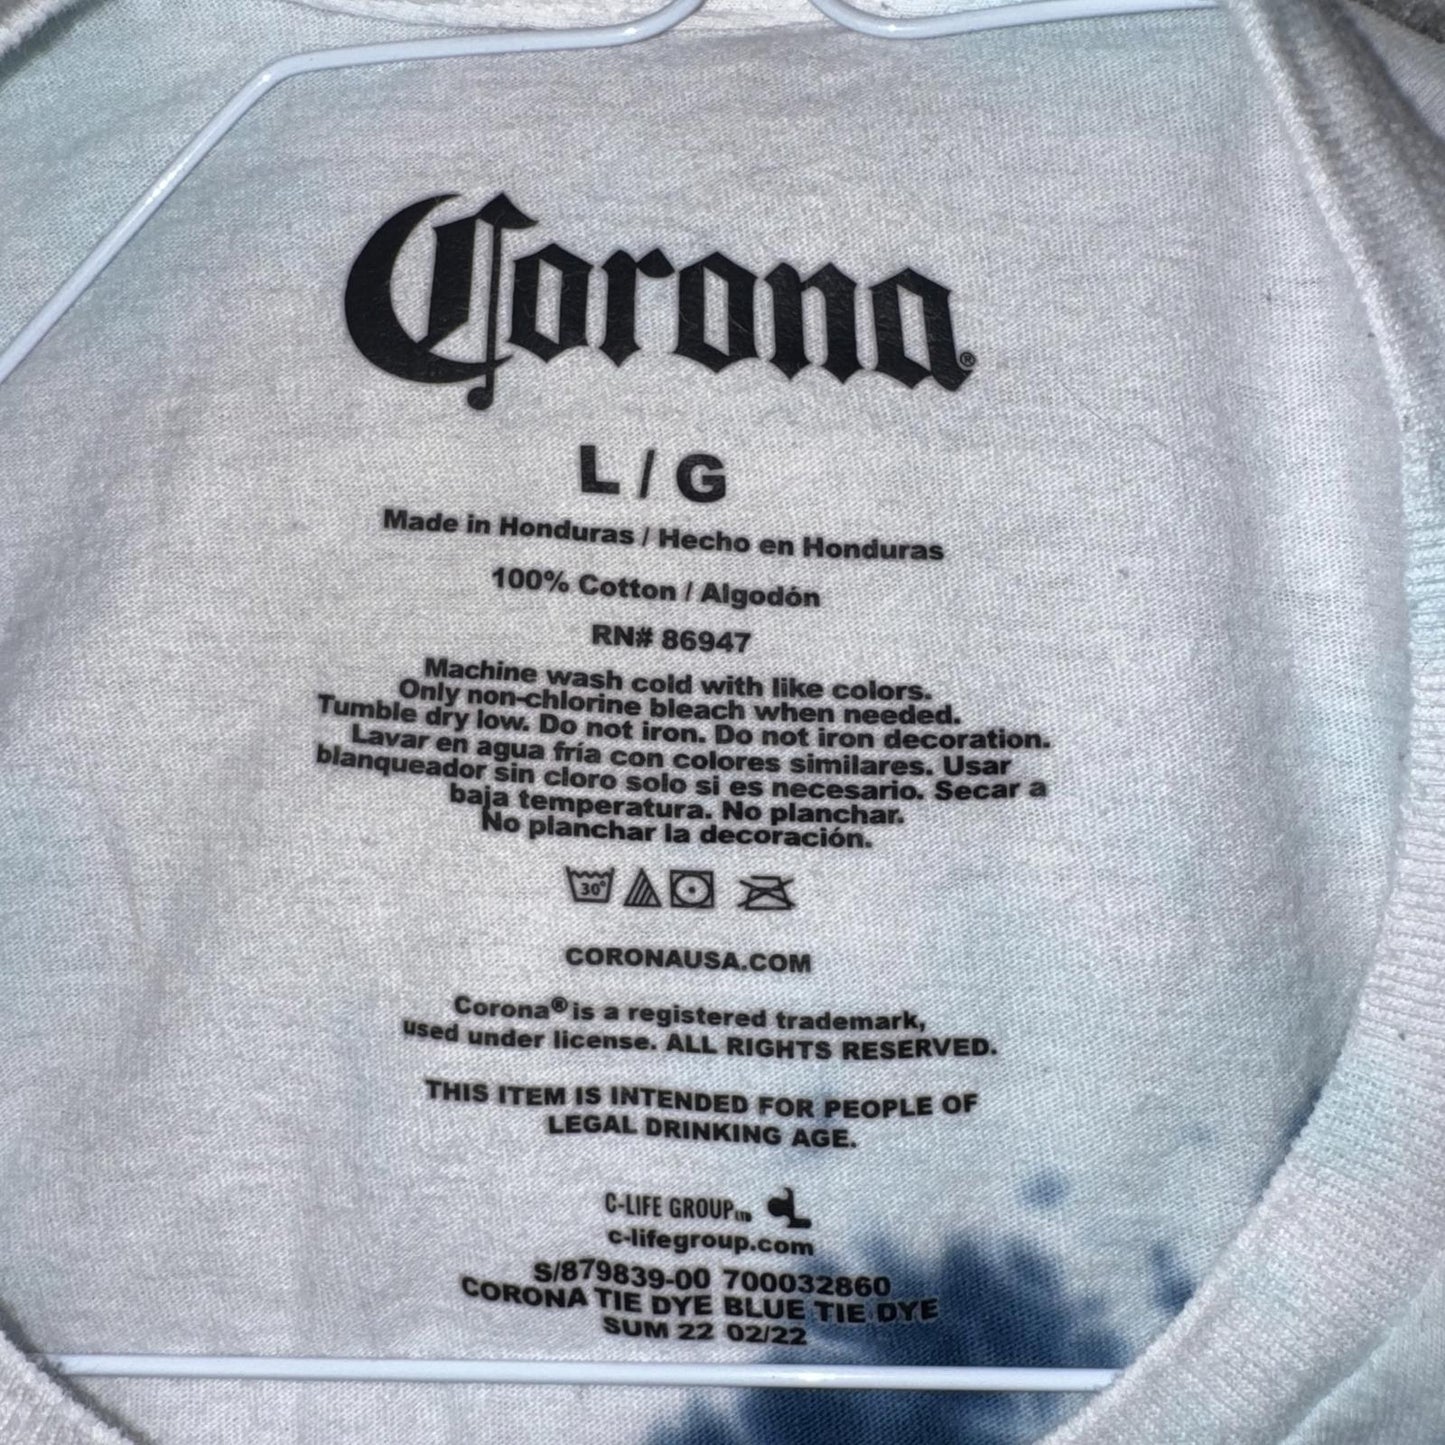 Corona®
L / G
Made in Honduras / Hecho en Honduras
100% Cotton / Algodón
RN# 86947
Machine wash cold with like colors.
Only non-chlorine bleach when needed.
Tumble dry low. Do not iron. Do not iron decoration.
Lavar en agua fría con colores similares. Usar
blanqueador sin cloro solo si es necesario. Secar a
baja temperatura. No planchar.
No planchar la decoración.
30°
CORONAUSA.COM
Corona® is a registered trademark,
used under license. ALL RIGHTS RESERVED.
THIS ITEM IS INTENDED FOR PEOPLE OF
LEGAL DRINKING AGE.
C-LIFE GROUP LTD
c-lifegroup.com
S/879839-00 700032860
CORONA TIE DYE BLUE TIE DYE
SUM 22 02/22